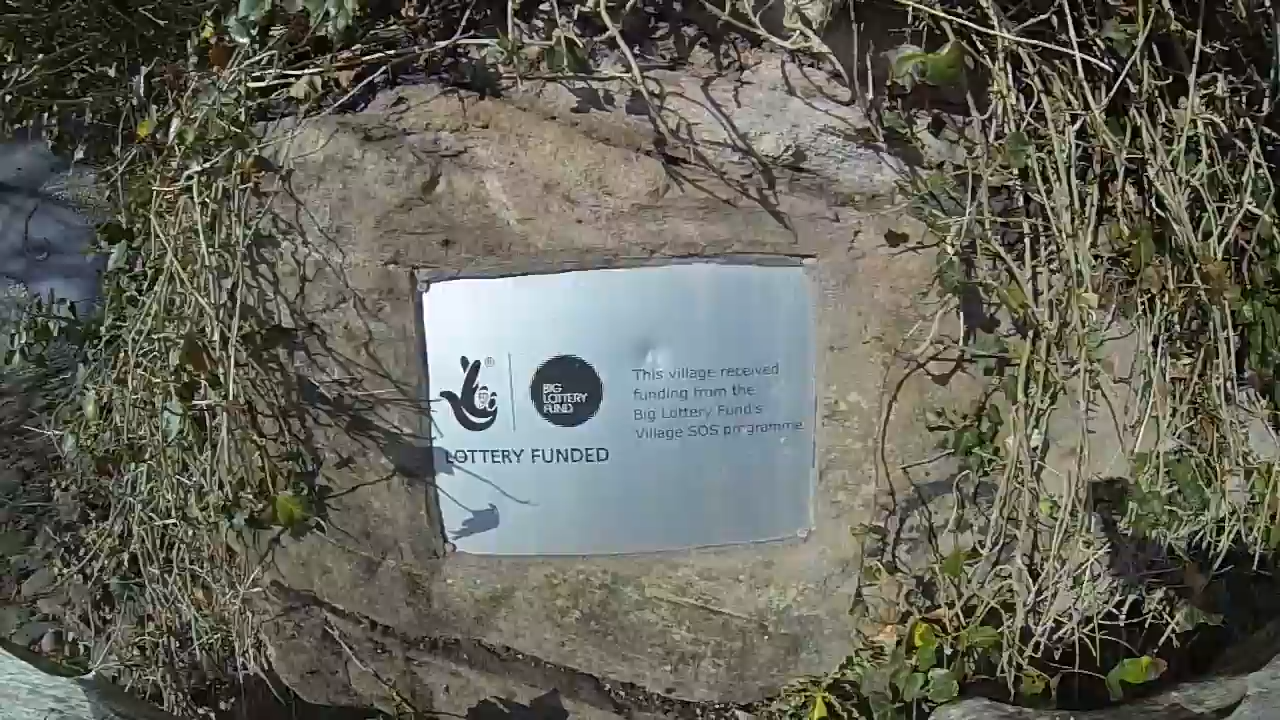 BIG
LOTTERY
FUND
LOTTERY FUNDED
This village received
funding from the
Big Lottery Fund's
Village SOS programme